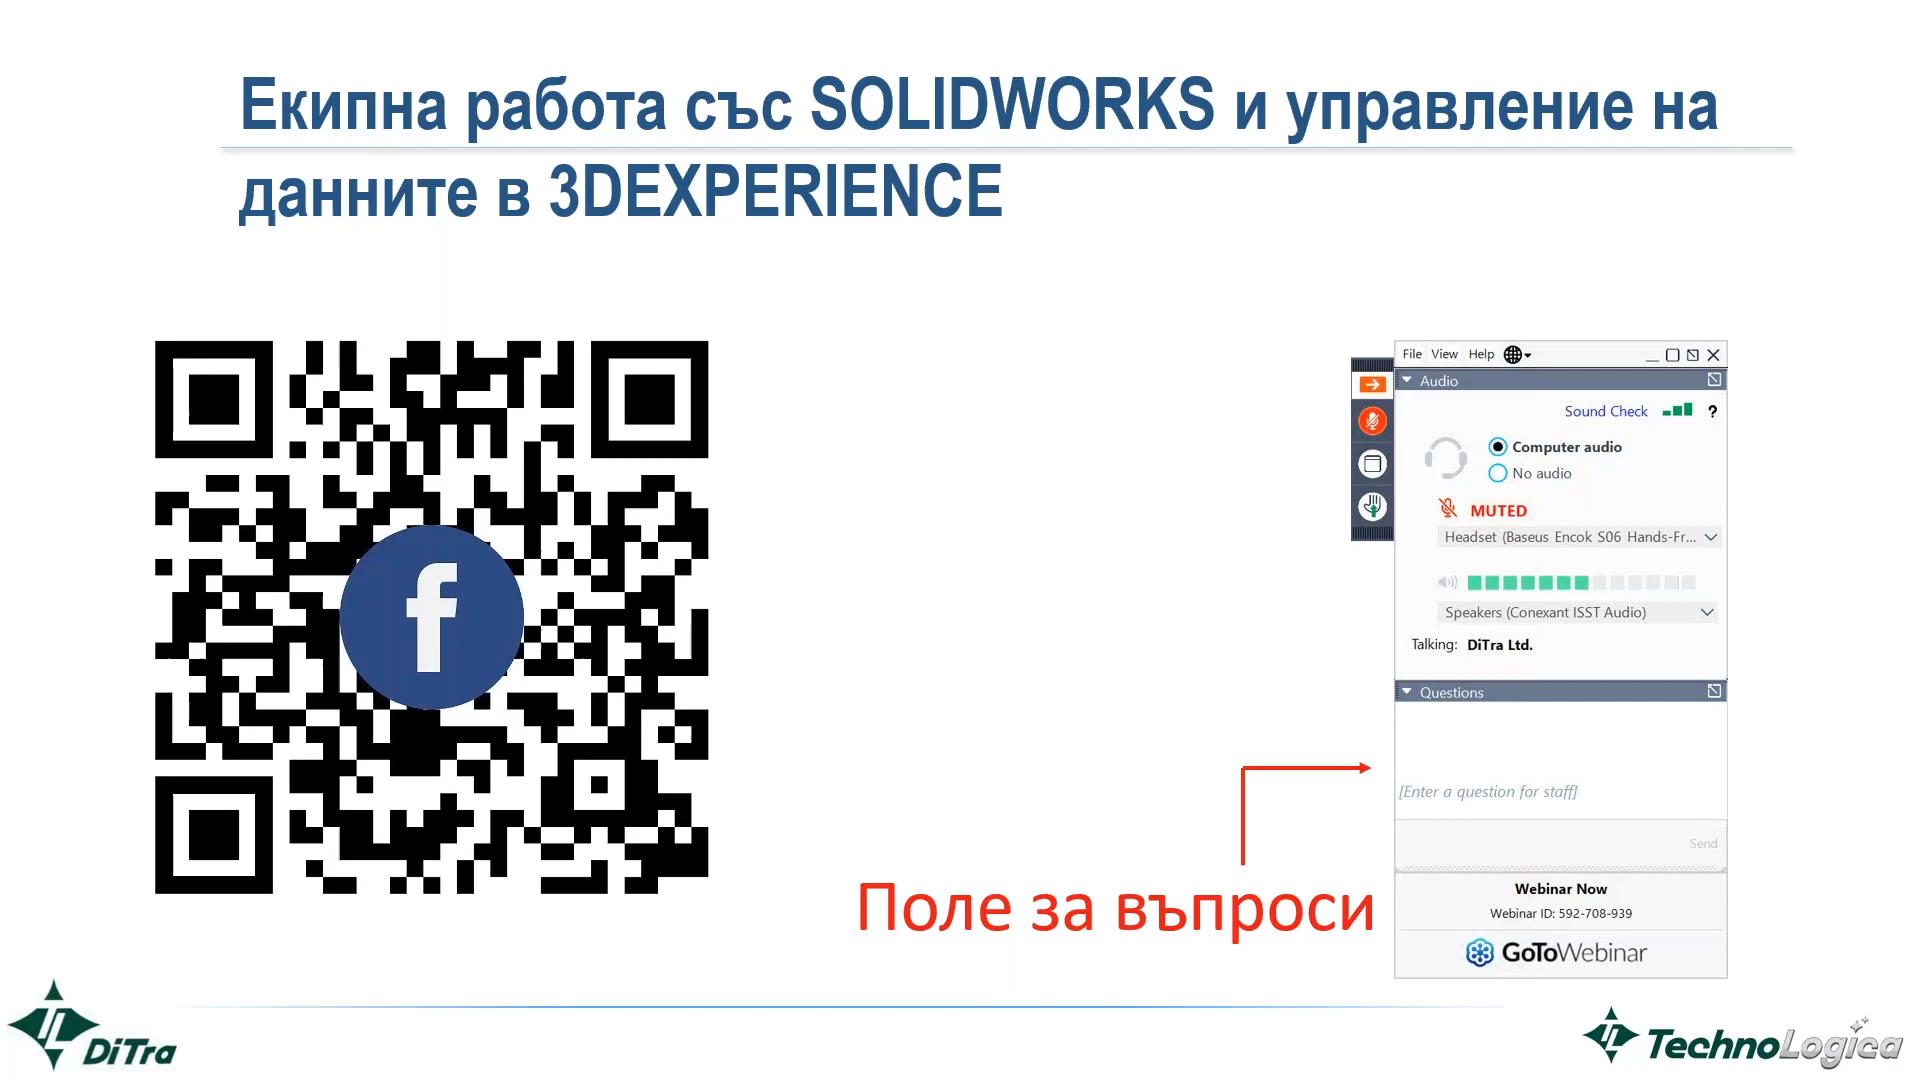 Екипна работа със SOLIDWORKS и управление на
данните в 3DEXPERIENCE
f
File View Help
Audio
Sound Check ?
Computer audio
No audio
MUTED
Headset (Baseus Encok S06 Hands-Fr...
Speakers (Conexant ISST Audio)
Talking: DiTra Ltd.
Questions
[Enter a question for staff]
Send
Поле за въпроси
Webinar Now
Webinar ID: 592-708-939
GoToWebinar
DiTra
TechnoLogica